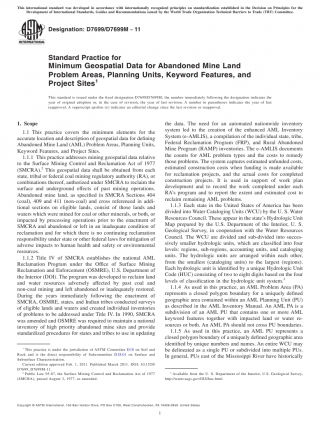 This international standard was developed in accordance with internationally recognized principles on standardization established in the Decision on Principles for the
Development of International Standards, Guides and Recommendations issued by the World Trade Organization Technical Barriers to Trade (TBT) Committee.
Designation: D7699/D7699M – 11
Standard Practice for
Minimum Geospatial Data for Abandoned Mine Land
Problem Areas, Planning Units, Keyword Features, and
Project Sites¹
This standard is issued under the fixed designation D7699/D7699M; the number immediately following the designation indicates the
year of original adoption or, in the case of revision, the year of last revision. A number in parentheses indicates the year of last
reapproval. A superscript epsilon (ε) indicates an editorial change since the last revision or reapproval.
1. Scope
1.1 This practice covers the minimum elements for the
accurate location and description of geospatial data for defining
Abandoned Mine Land (AML) Problem Areas, Planning Units,
Keyword Features, and Project Sites.
1.1.1 This practice addresses geospatial data relative
to the Surface Mining Control and Reclamation Act of 1977
(SMCRA).² This geospatial data shall be obtained from each
state, tribal or federal coal mining regulatory authority (RA), or
combinations thereof, authorized under SMCRA to reclaim the
surface and underground effects of past mining operations.
Abandoned mine land, as specified in SMCRA Sections 404
(coal), 409 and 411 (non-coal) and cross referenced in addi-
tional sections on eligible lands, consist of those lands and
waters which were mined for coal or other minerals, or both, or
impacted by processing operations prior to the enactment of
SMCRA and abandoned or left in an inadequate condition of
reclamation and for which there is no continuing reclamation
responsibility under state or other federal laws for mitigation of
adverse impacts to human health and safety or environmental
resources.
1.1.2 Title IV of SMCRA establishes the national AML
Reclamation Program under the Office of Surface Mining
Reclamation and Enforcement (OSMRE), U.S. Department of
the Interior (DOI). The program was developed to reclaim land
and water resources adversely affected by past coal and
non-coal mining and left abandoned or inadequately restored.
During the years immediately following the enactment of
SMCRA, OSMRE, states, and Indian tribes conducted surveys
of eligible lands and waters and created individual inventories
of problems to be addressed under Title IV. In 1990, SMCRA
was amended and OSMRE was required to maintain a national
inventory of high priority abandoned mine sites and provide
standardized procedures for states and tribes to use in updating
the data. The need for an automated nationwide inventory
system led to the creation of the enhanced AML Inventory
System (e-AMLIS), a compilation of the individual state, tribe,
Federal Reclamation Program (FRP), and Rural Abandoned
Mine Program (RAMP) inventories. The e-AMLIS documents
the counts for AML problem types and the costs to remedy
those problems. The system captures estimated unfunded costs,
estimated construction costs when funding is made available
for reclamation projects, and the actual costs for completed
construction projects. It is used in support of work plan
development and to record the work completed under each
RA's program and to report the extent and estimated cost to
reclaim remaining AML problems.
1.1.3 Each state in the United States of America has been
divided into Water Cataloging Units (WCU) by the U. S. Water
Resources Council. These appear in the state's Hydrologic Unit
Map prepared by the U.S. Department of the Interior, U. S.
Geological Survey, in cooperation with the Water Resources
Council. The WCU are divided and sub-divided into succes-
sively smaller hydrologic units, which are classified into four
levels: regions, sub-regions, accounting units, and cataloging
units. The hydrologic units are arranged within each other,
from the smallest (cataloging units) to the largest (regions).
Each hydrologic unit is identified by a unique Hydrologic Unit
Code (HUC) consisting of two to eight digits based on the four
levels of classification in the hydrologic unit system.³
1.1.4 As used in this practice, an AML Problem Area (PA)
represents a closed polygon boundary for a uniquely defined
geographic area contained within an AML Planning Unit (PU)
as described in the AML Inventory Manual. An AML PA is a
subdivision of an AML PU that contains one or more AML
keyword features together with impacted land or water re-
sources or both. An AML PA should not cross PU boundaries.
1.1.5 As used in this practice, an AML PU represents a
closed polygon boundary of a uniquely defined geographic area
identified by unique numbers and names. An entire WCU may
be delineated as a single PU or subdivided into multiple PUs.
In general, PUs east of the Mississippi River have historically
¹ This practice is under the jurisdiction of ASTM Committee D18 on Soil and
Rock and is the direct responsibility of Subcommittee D18.01 on Surface and
Subsurface Characterization.
Current edition approved Feb. 1, 2011. Published March 2011. DOI: 10.1520/
D7699_D7699M-11.
² Public Law 95-87, the Surface Mining Control and Reclamation Act of 1977
(SMCRA), passed August 3, 1977, as amended.
³ Available from the U. S. Department of the Interior, U.S. Geological Survey,
http://water.usgs.gov/GIS/huc.html.
Copyright © ASTM International, 100 Barr Harbor Drive, PO Box C700, West Conshohocken, PA 19428-2959. United States
1